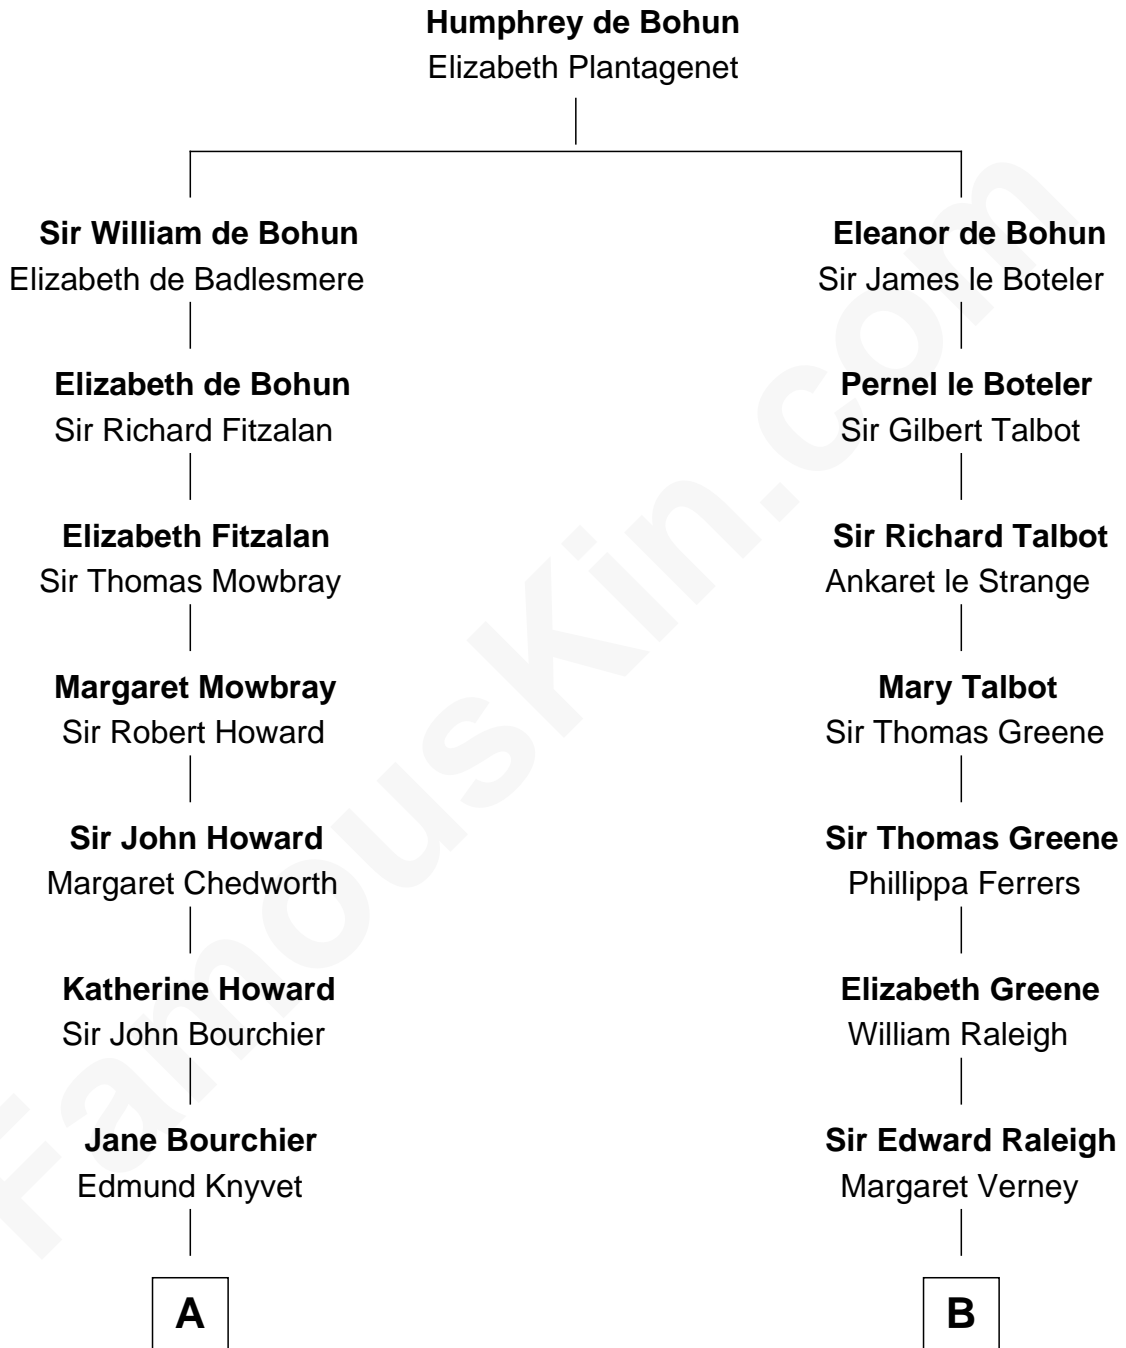 Humphrey de Bohun
Elizabeth Plantagenet
Sir William de Bohun
Elizabeth de Badlesmere
Eleanor de Bohun
Sir James le Boteler
Elizabeth de Bohun
Sir Richard Fitzalan
Pernel le Boteler
Sir Gilbert Talbot
Elizabeth Fitzalan
Sir Thomas Mowbray
Sir Richard Talbot
Ankaret le Strange
Margaret Mowbray
Sir Robert Howard
Mary Talbot
Sir Thomas Greene
Sir John Howard
Margaret Chedworth
Sir Thomas Greene
Phillippa Ferrers
Katherine Howard
Sir John Bourchier
Elizabeth Greene
William Raleigh
Jane Bourchier
Edmund Knyvet
Sir Edward Raleigh
Margaret Verney
A
B
FamousKin.com